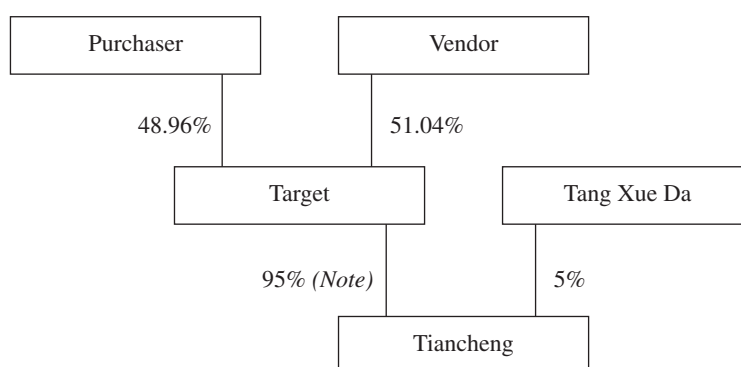 Purchaser Vendor
48.96% 51.04%
Target Tang Xue Da
95% (Note) 5%
Tiancheng